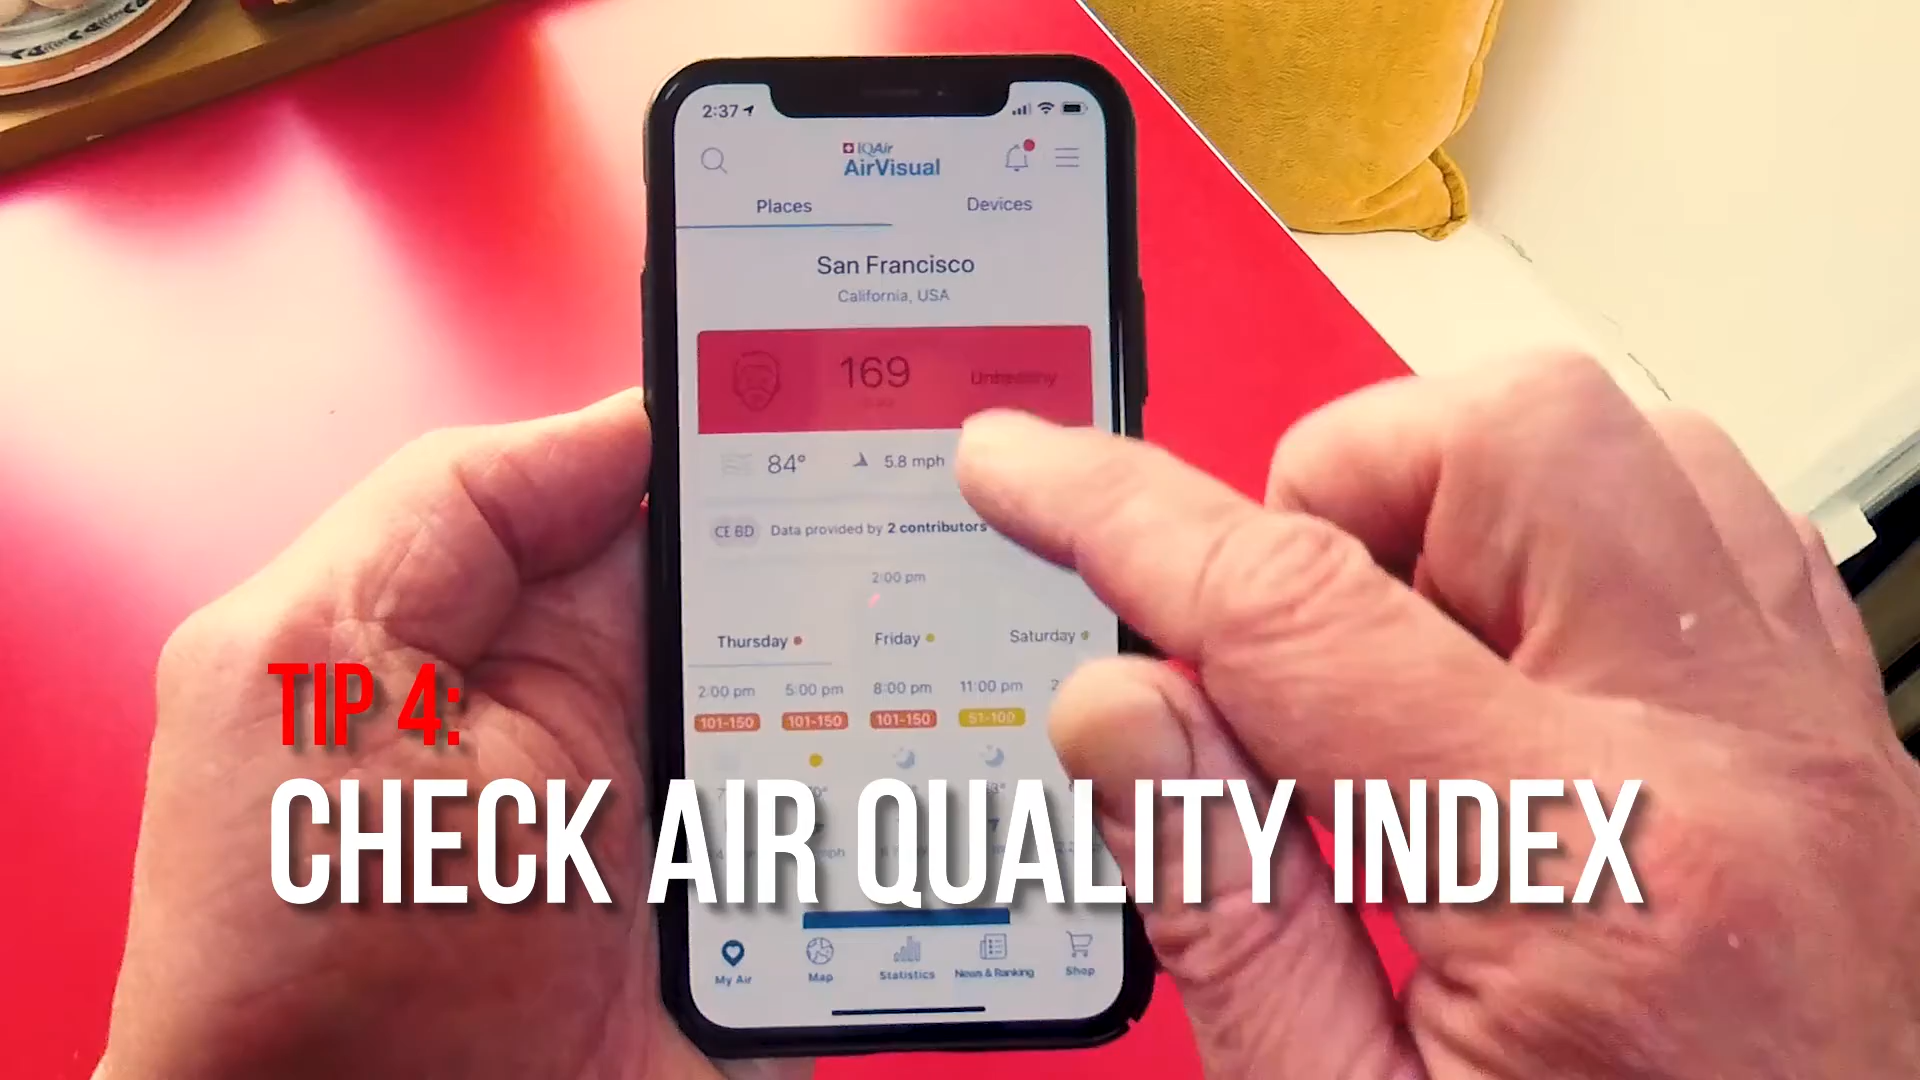 2:37
IQAir
AirVisual
Places
Devices
San Francisco
California, USA
169
Unhealthy
84°
5.8 mph
CE BD
Data provided by 2 contributors
2:00 pm
Thursday
Friday
Saturday
2:00 pm
5:00 pm
8:00 pm
11:00 pm
101-150
101-150
101-150
51-100
TIP 4:
CHECK AIR QUALITY INDEX
My Air
Map
Statistics
News & Ranking
Shop